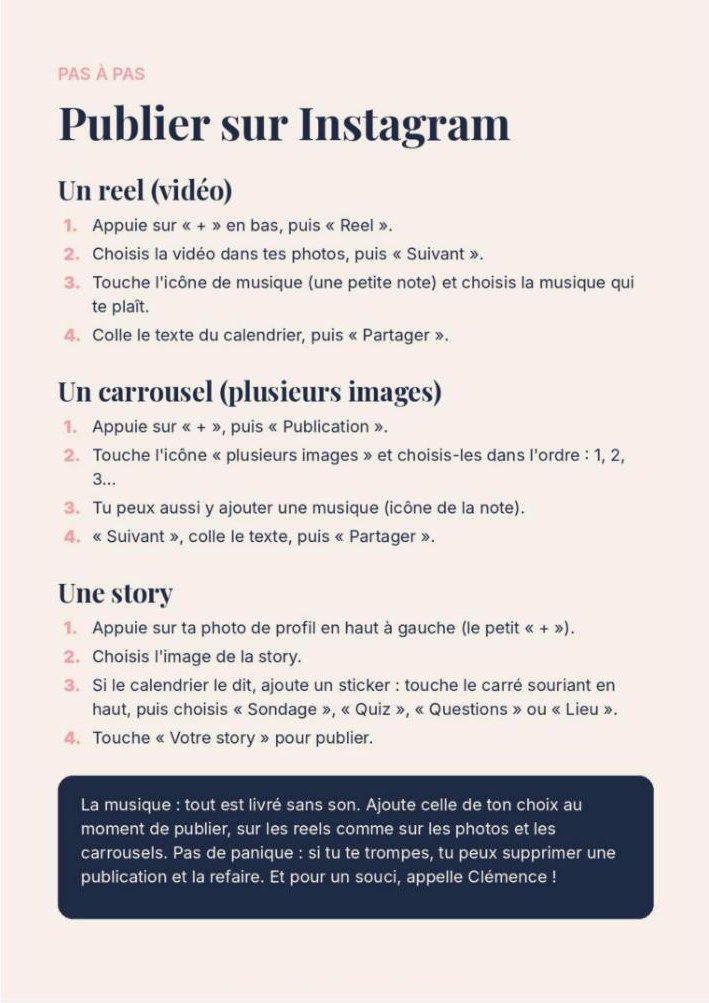 PAS À PAS
Publier sur Instagram
Un reel (vidéo)
1. Appuie sur « + » en bas, puis « Reel ».
2. Choisis la vidéo dans tes photos, puis « Suivant ».
3. Touche l'icône de musique (une petite note) et choisis la musique qui
te plaît.
4. Colle le texte du calendrier, puis « Partager ».
Un carrousel (plusieurs images)
1. Appuie sur « + », puis « Publication ».
2. Touche l'icône « plusieurs images » et choisis-les dans l'ordre : 1, 2,
3...
3. Tu peux aussi y ajouter une musique (icône de la note).
4. « Suivant », colle le texte, puis « Partager ».
Une story
1. Appuie sur ta photo de profil en haut à gauche (le petit « + »).
2. Choisis l'image de la story.
3. Si le calendrier le dit, ajoute un sticker : touche le carré souriant en
haut, puis choisis « Sondage », « Quiz », « Questions » ou « Lieu ».
4. Touche « Votre story » pour publier.
La musique : tout est livré sans son. Ajoute celle de ton choix au
moment de publier, sur les reels comme sur les photos et les
carrousels. Pas de panique : si tu te trompes, tu peux supprimer une
publication et la refaire. Et pour un souci, appelle Clémence !